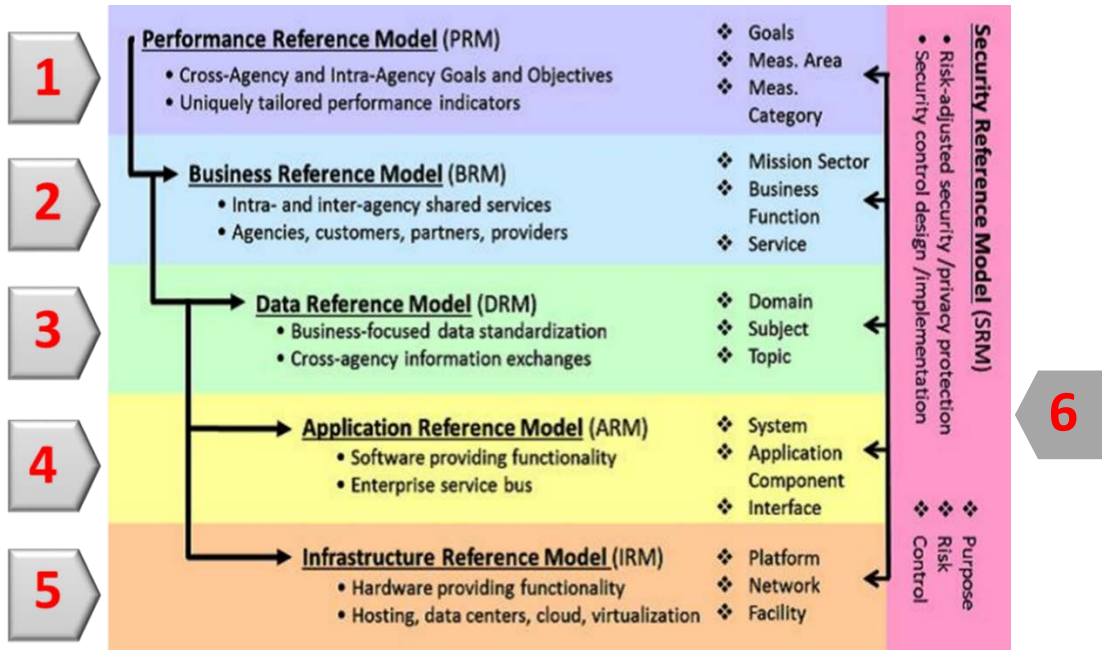 1
Performance Reference Model (PRM)
• Cross-Agency and Intra-Agency Goals and Objectives
• Uniquely tailored performance indicators
❖ Goals
❖ Meas. Area
❖ Meas.
Category
2
Business Reference Model (BRM)
• Intra- and inter-agency shared services
• Agencies, customers, partners, providers
❖ Mission Sector
❖ Business
Function
❖ Service
3
Data Reference Model (DRM)
• Business-focused data standardization
• Cross-agency information exchanges
❖ Domain
❖ Subject
❖ Topic
4
Application Reference Model (ARM)
• Software providing functionality
• Enterprise service bus
❖ System
❖ Application
Component
❖ Interface
5
Infrastructure Reference Model (IRM)
• Hardware providing functionality
• Hosting, data centers, cloud, virtualization
❖ Platform
❖ Network
❖ Facility
Security Reference Model (SRM)
• Risk-adjusted security /privacy protection
• Security control design /implementation
❖ Purpose
❖ Risk
❖ Control
6